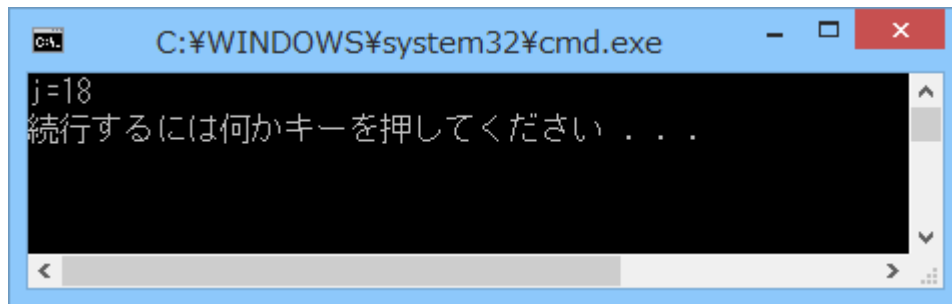 C:¥WINDOWS¥system32¥cmd.exe
j=18
続行するには何かキーを押してください . . .